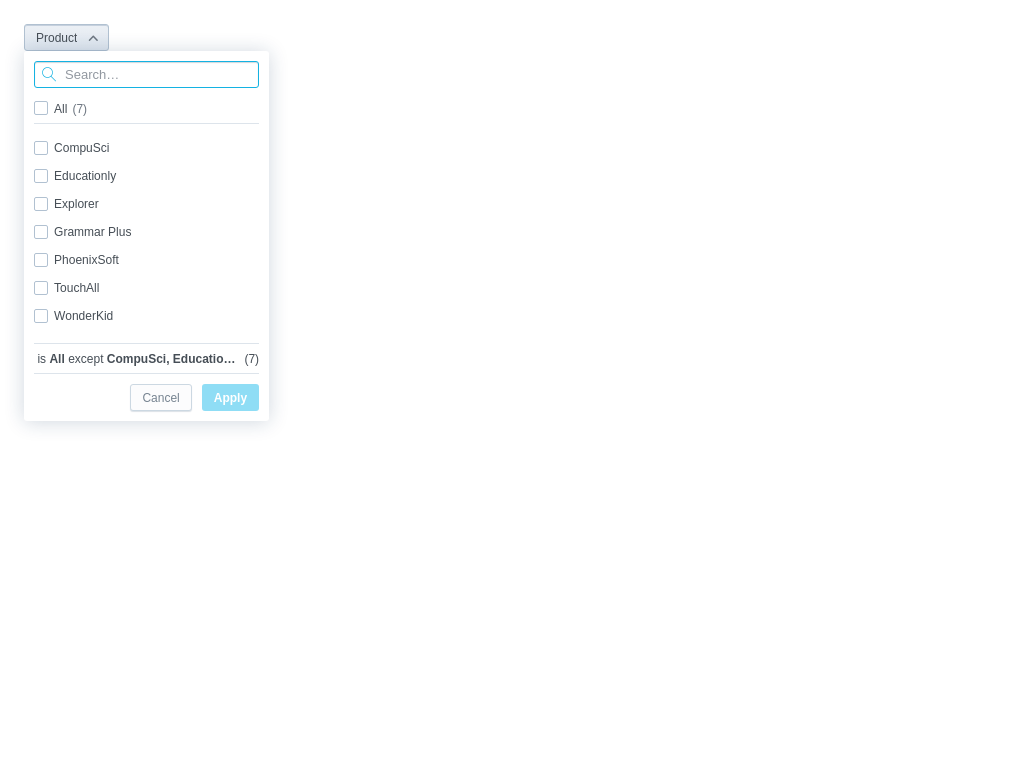 Product
Search…
All (7)
CompuSci
Educationly
Explorer
Grammar Plus
PhoenixSoft
TouchAll
WonderKid
is All except CompuSci, Educatio… (7)
Cancel Apply